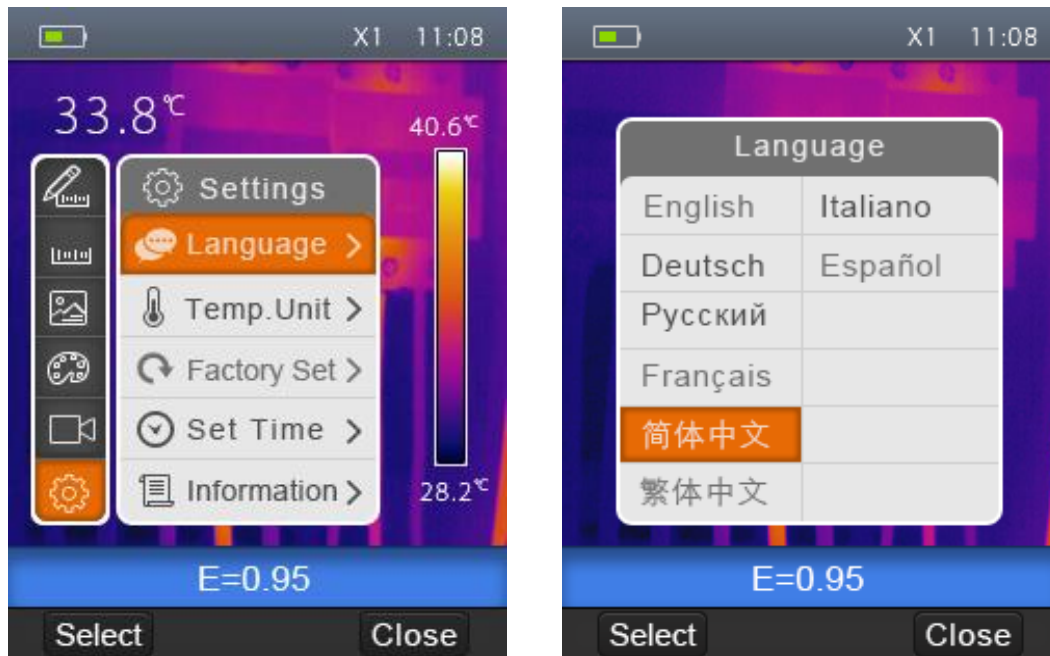 X1 11:08
33.8℃
40.6℃
Settings
Language
Temp.Unit
Factory Set
Set Time
Information
28.2℃
E=0.95
Select Close
X1 11:08
Language
English Italiano
Deutsch Español
Русский
Français
简体中文
繁体中文
E=0.95
Select Close